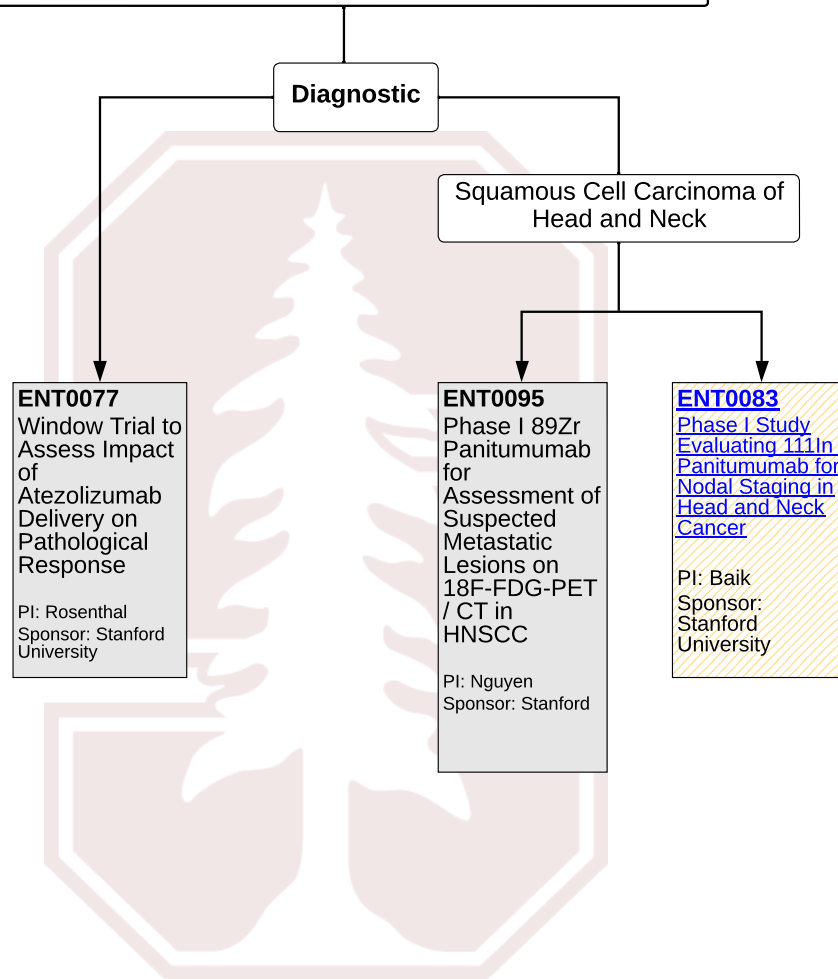 Diagnostic
Squamous Cell Carcinoma of
Head and Neck
ENT0077
Window Trial to
Assess Impact
of
Atezolizumab
Delivery on
Pathological
Response
PI: Rosenthal
Sponsor: Stanford
University
ENT0095
Phase I 89Zr
Panitumumab
for
Assessment of
Suspected
Metastatic
Lesions on
18F-FDG-PET
/ CT in
HNSCC
PI: Nguyen
Sponsor: Stanford
ENT0083
Phase I Study
Evaluating 111In
Panitumumab for
Nodal Staging in
Head and Neck
Cancer
PI: Baik
Sponsor:
Stanford
University